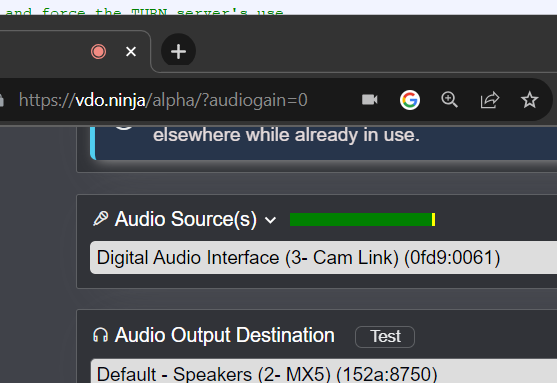 and force the TURN server's use
https://vdo.ninja/alpha/?audiogain=0
elsewhere while already in use.
Audio Source(s)
Digital Audio Interface (3- Cam Link) (0fd9:0061)
Audio Output Destination Test
Default - Speakers (2- MX5) (152a:8750)